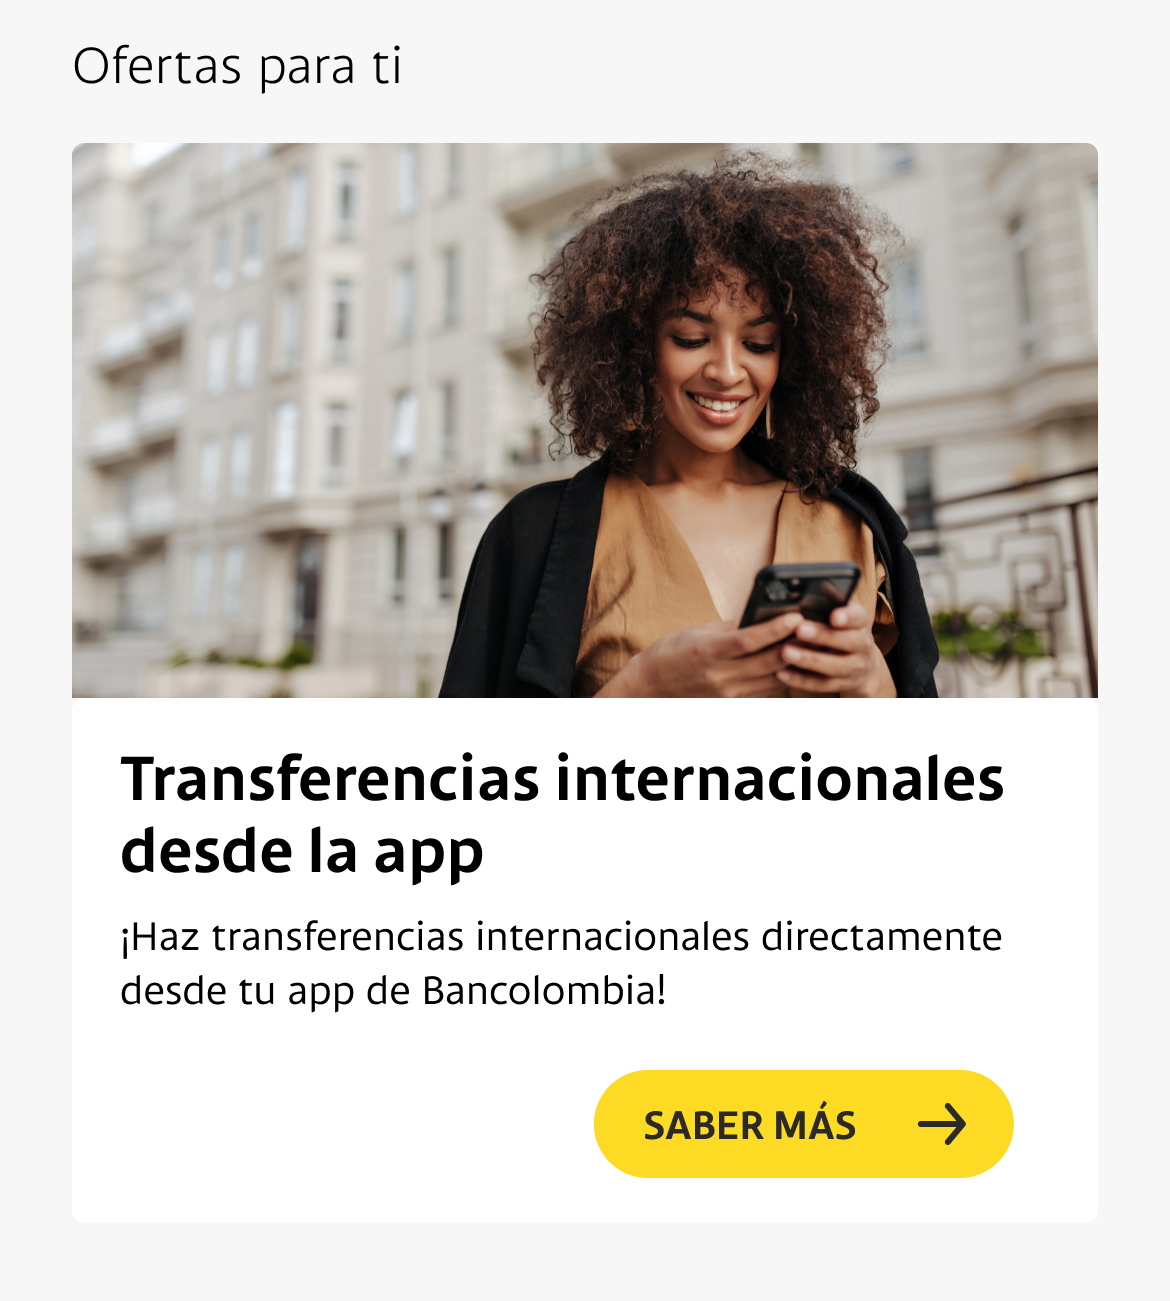 Ofertas para ti
Transferencias internacionales
desde la app
¡Haz transferencias internacionales directamente
desde tu app de Bancolombia!
SABER MÁS